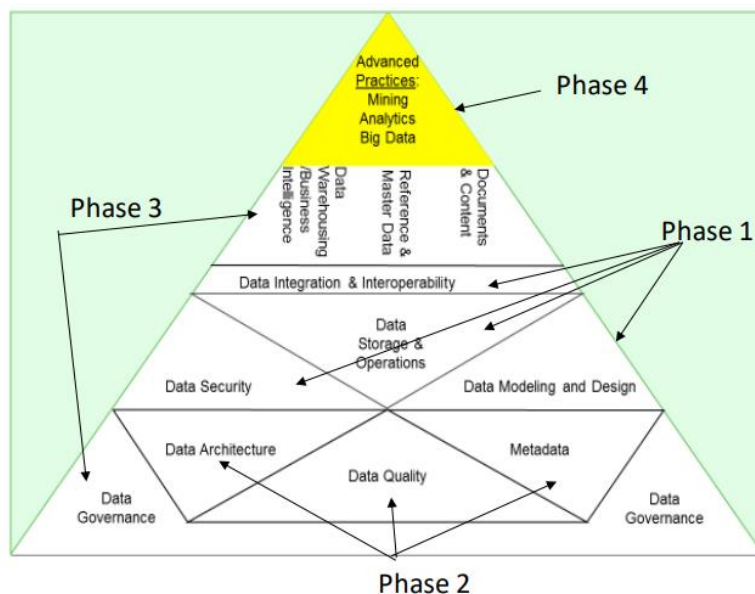 Advanced
Practices:
Mining
Analytics
Big Data
Phase 4
Phase 3
Data
Warehousing
/Business
Intelligence
Reference &
Master Data
Documents
& Content
Phase 1
Data Integration & Interoperability
Data
Storage &
Operations
Data Security
Data Modeling and Design
Data Architecture
Metadata
Data Quality
Data
Governance
Data
Governance
Phase 2